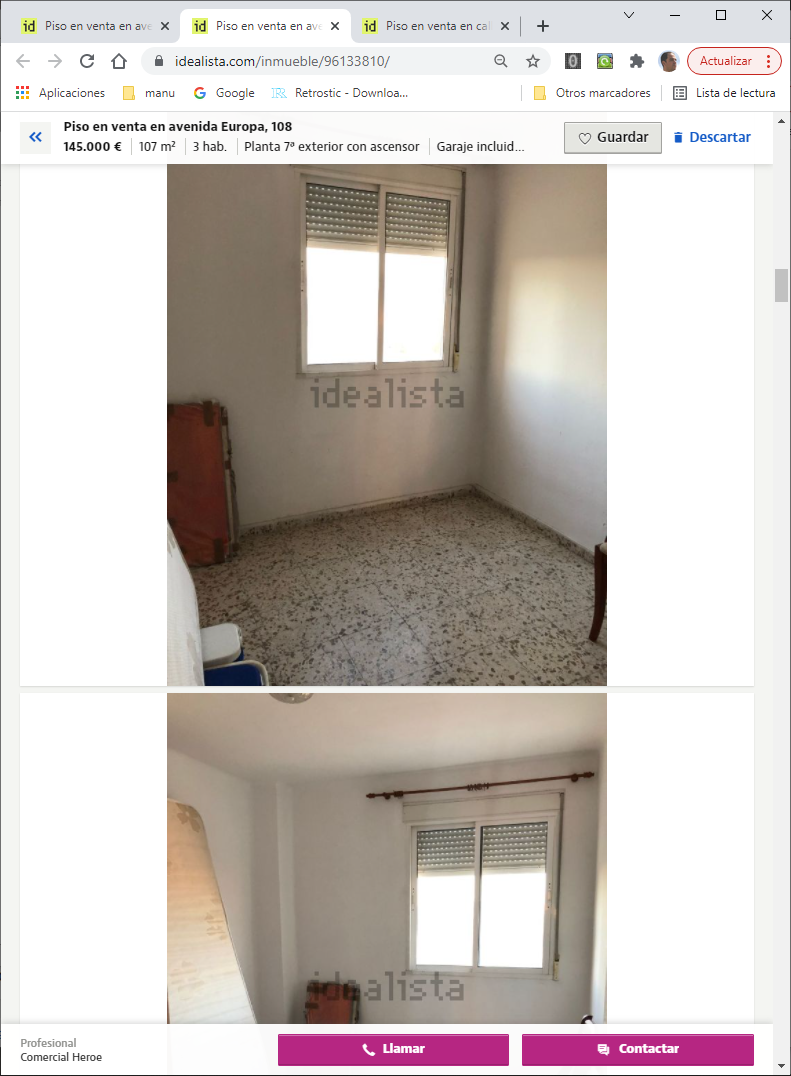 id Piso en venta en ave
id Piso en venta en ave
id Piso en venta en cal
idealista.com/inmueble/96133810/
Actualizar
Aplicaciones manu Google Retrostic - Downloa... Otros marcadores Lista de lectura
Piso en venta en avenida Europa, 108
145.000 € 107 m² 3 hab. Planta 7ª exterior con ascensor Garaje incluid...
Guardar Descartar
idealista
idealista
Profesional
Comercial Heroe
Llamar Contactar